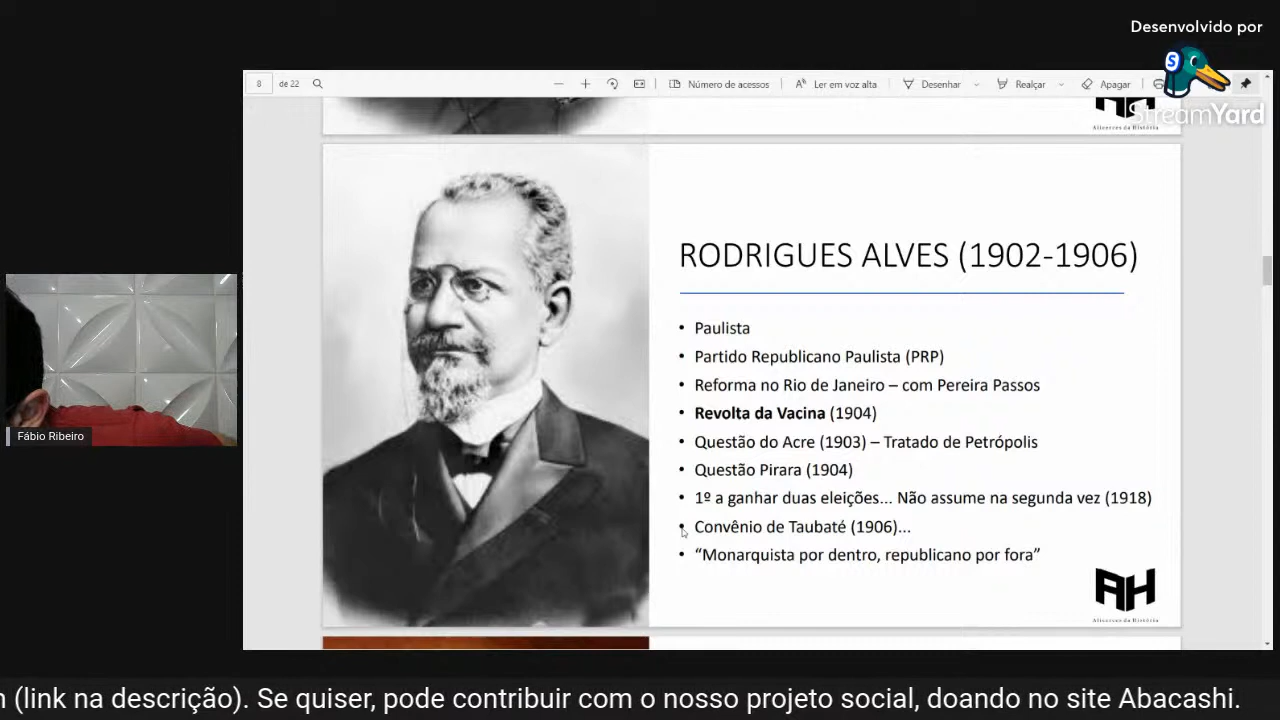 Desenvolvido por
StreamYard
8 de 22
Número de acessos
Ler em voz alta
Desenhar
Realçar
Apagar
AH
Alicerces da História
RODRIGUES ALVES (1902-1906)
• Paulista
• Partido Republicano Paulista (PRP)
• Reforma no Rio de Janeiro – com Pereira Passos
• Revolta da Vacina (1904)
• Questão do Acre (1903) – Tratado de Petrópolis
• Questão Pirara (1904)
• 1º a ganhar duas eleições... Não assume na segunda vez (1918)
• Convênio de Taubaté (1906)...
• “Monarquista por dentro, republicano por fora”
AH
Alicerces da História
Fábio Ribeiro
(link na descrição). Se quiser, pode contribuir com o nosso projeto social, doando no site Abacashi.